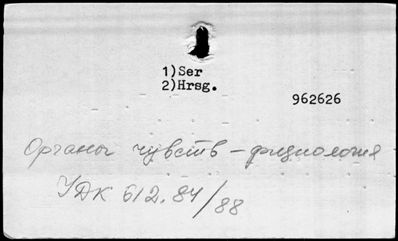 1)Ser
2)Hrsg.
962626
Органы чувств - физиология
УДК 612.84/88